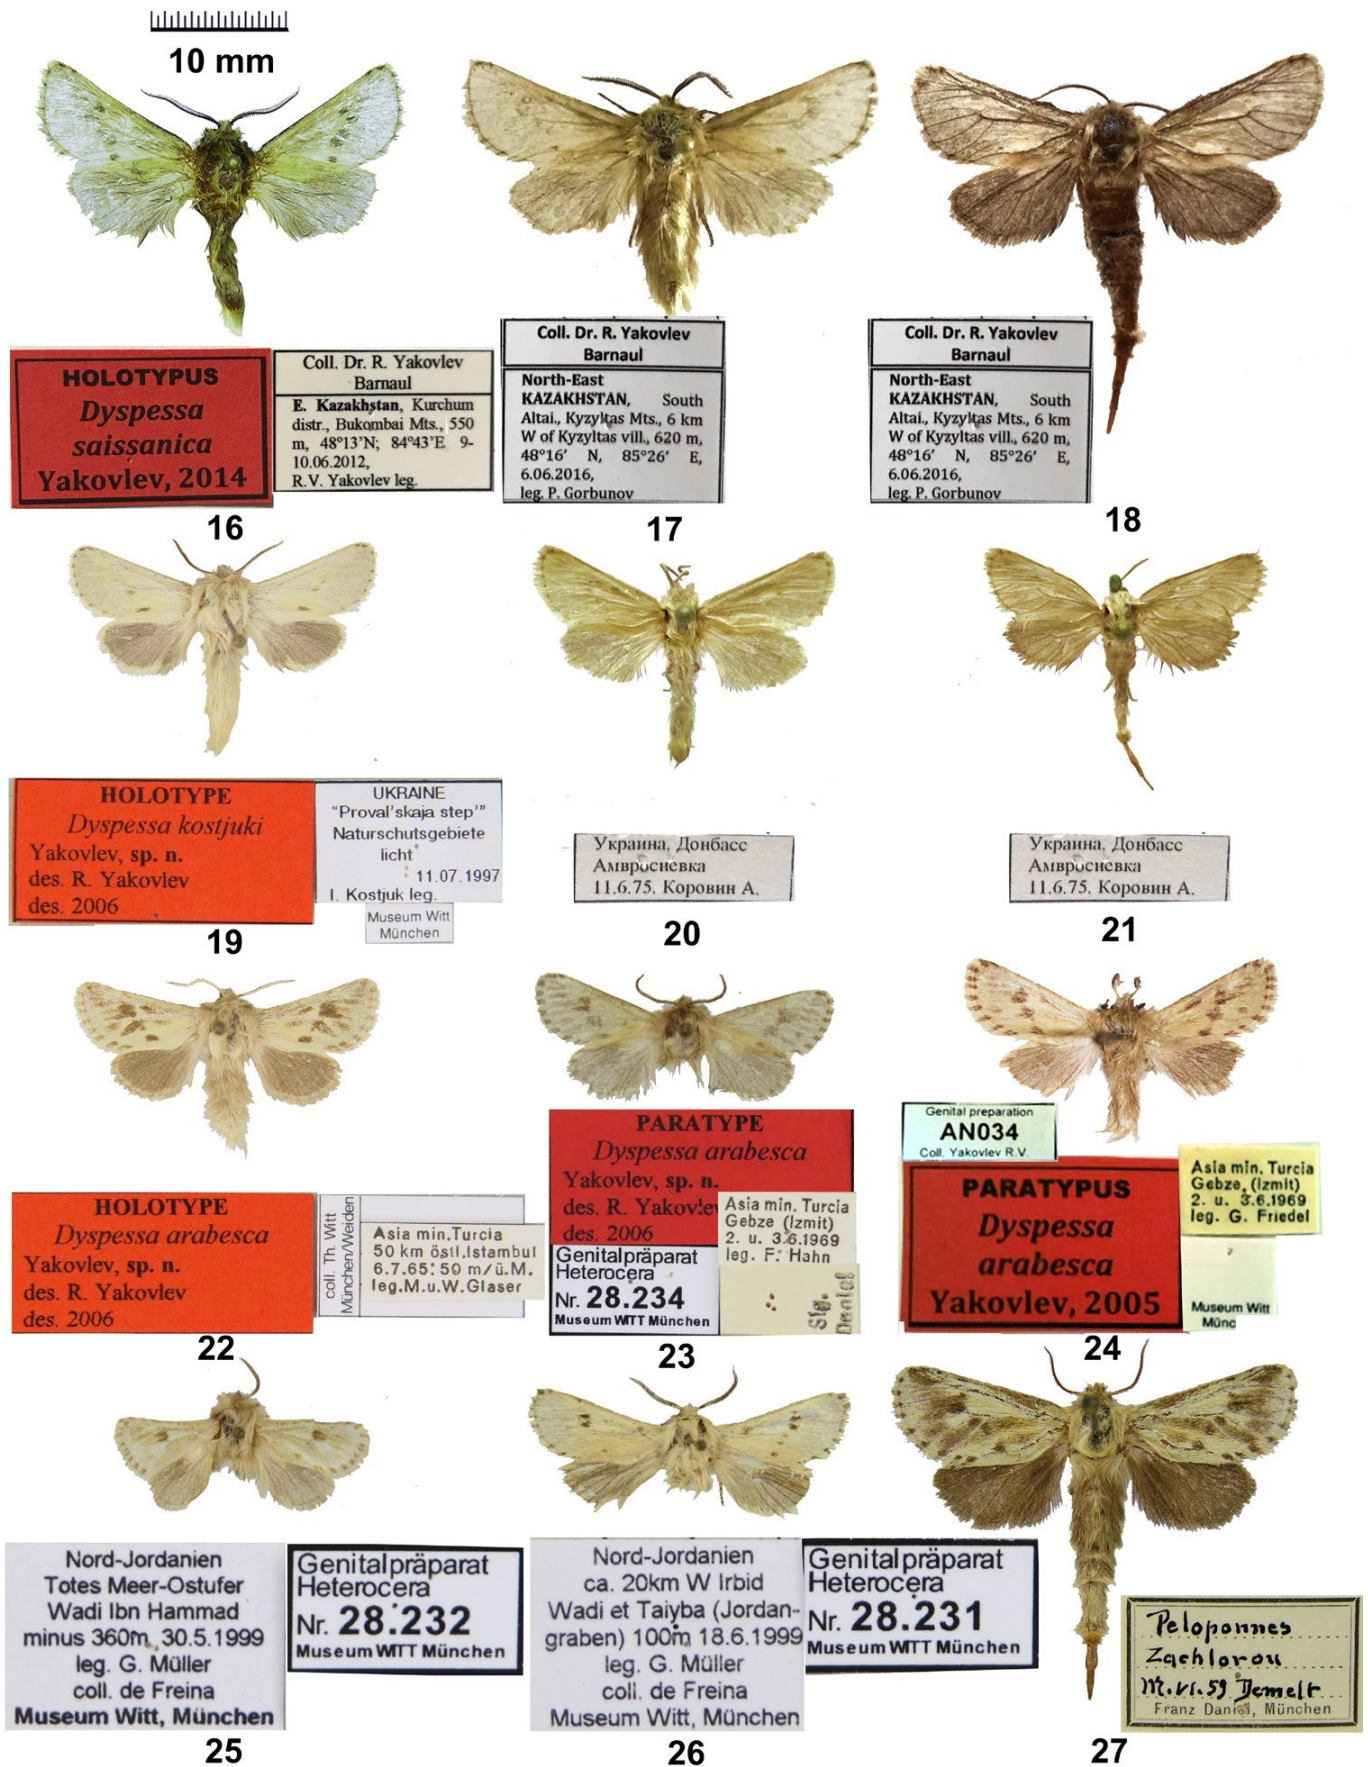 10 mm
HOLOTYPUS
Dyspessa
saissanica
Yakovlev, 2014
Coll. Dr. R. Yakovlev
Barnaul
E. Kazakhstan, Kurchum
distr., Bukombai Mts., 550
m, 48°13'N; 84°43'E 9-
10.06.2012,
R.V. Yakovlev leg.
16
Coll. Dr. R. Yakovlev
Barnaul
North-East
KAZAKHSTAN, South
Altai., Kyzyltas Mts., 6 km
W of Kyzyltas vill., 620 m,
48°16' N, 85°26' E,
6.06.2016,
leg. P. Gorbunov
17
Coll. Dr. R. Yakovlev
Barnaul
North-East
KAZAKHSTAN, South
Altai., Kyzyltas Mts., 6 km
W of Kyzyltas vill., 620 m,
48°16' N, 85°26' E,
6.06.2016,
leg. P. Gorbunov
18
HOLOTYPE
Dyspessa kostjuki
Yakovlev, sp. n.
des. R. Yakovlev
des. 2006
UKRAINE
"Proval'skaja step'"
Naturschutsgebiete
licht
11.07.1997
I. Kostjuk leg.
Museum Witt
München
19
Украина, Донбасс
Амвросиевка
11.6.75. Коровин А.
20
Украина, Донбасс
Амвросиевка
11.6.75. Коровин А.
21
HOLOTYPE
Dyspessa arabesca
Yakovlev, sp. n.
des. R. Yakovlev
des. 2006
coll. Th. Witt
München/Weiden
Asia min.Turcia
50 km östl.Istambul
6.7.65: 50 m/ü.M.
leg.M.u.W.Glaser
22
PARATYPE
Dyspessa arabesca
Yakovlev, sp. n.
des. R. Yakovlev
des. 2006
Asia min. Turcia
Gebze (Izmit)
2. u. 3.6.1969
leg. F. Hahn
Genitalpräparat
Heterocera
Nr. 28.234
Museum WITT München
Slg.
Daniel
23
Genital preparation
AN034
Coll. Yakovlev R.V.
PARATYPUS
Dyspessa
arabesca
Yakovlev, 2005
Asia min. Turcia
Gebze, (Izmit)
2. u. 3.6.1969
leg. G. Friedel
Museum Witt
Münc
24
Nord-Jordanien
Totes Meer-Ostufer
Wadi Ibn Hammad
minus 360m, 30.5.1999
leg. G. Müller
coll. de Freina
Museum Witt, München
Genitalpräparat
Heterocera
Nr. 28.232
Museum WITT München
25
Nord-Jordanien
ca. 20km W Irbid
Wadi et Taiyba (Jordan-
graben) 100m 18.6.1999
leg. G. Müller
coll. de Freina
Museum Witt, München
Genitalpräparat
Heterocera
Nr. 28.231
Museum WITT München
26
Peloponnes
Zachlorou
M.VI.59 Demelt
Franz Daniel, München
27